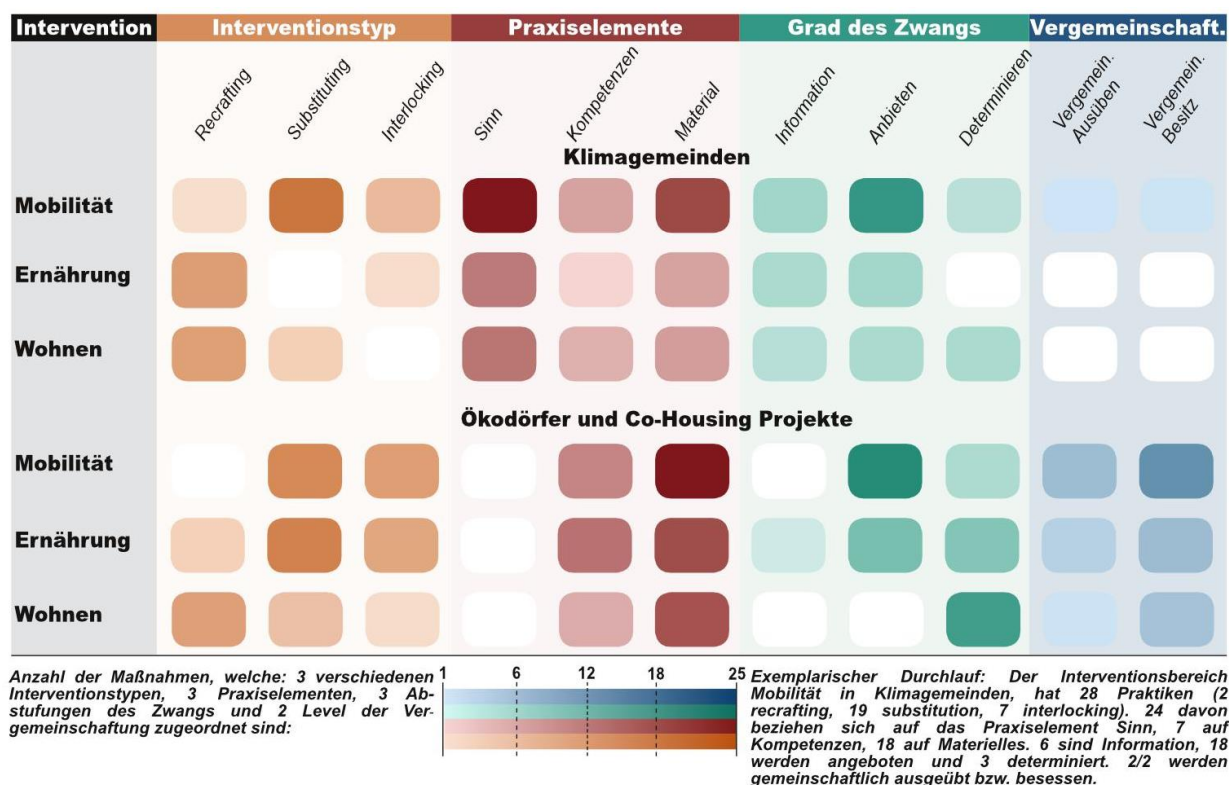 Intervention Interventionstyp Praxiselemente Grad des Zwangs Vergemeinschaft.
Recrafting Substituting Interlocking Sinn Kompetenzen Material Information Anbieten Determinieren Vergemein. Ausüben Vergemein. Besitz
Klimagemeinden
Mobilität
Ernährung
Wohnen
Ökodörfer und Co-Housing Projekte
Mobilität
Ernährung
Wohnen
Anzahl der Maßnahmen, welche: 3 verschiedenen
Interventionstypen, 3 Praxiselementen, 3 Ab-
stufungen des Zwangs und 2 Level der Ver-
gemeinschaftung zugeordnet sind:
1 6 12 18 25
Exemplarischer Durchlauf: Der Interventionsbereich
Mobilität in Klimagemeinden, hat 28 Praktiken (2
recrafting, 19 substitution, 7 interlocking). 24 davon
beziehen sich auf das Praxiselement Sinn, 7 auf
Kompetenzen, 18 auf Materielles. 6 sind Information, 18
werden angeboten und 3 determiniert. 2/2 werden
gemeinschaftlich ausgeübt bzw. besessen.